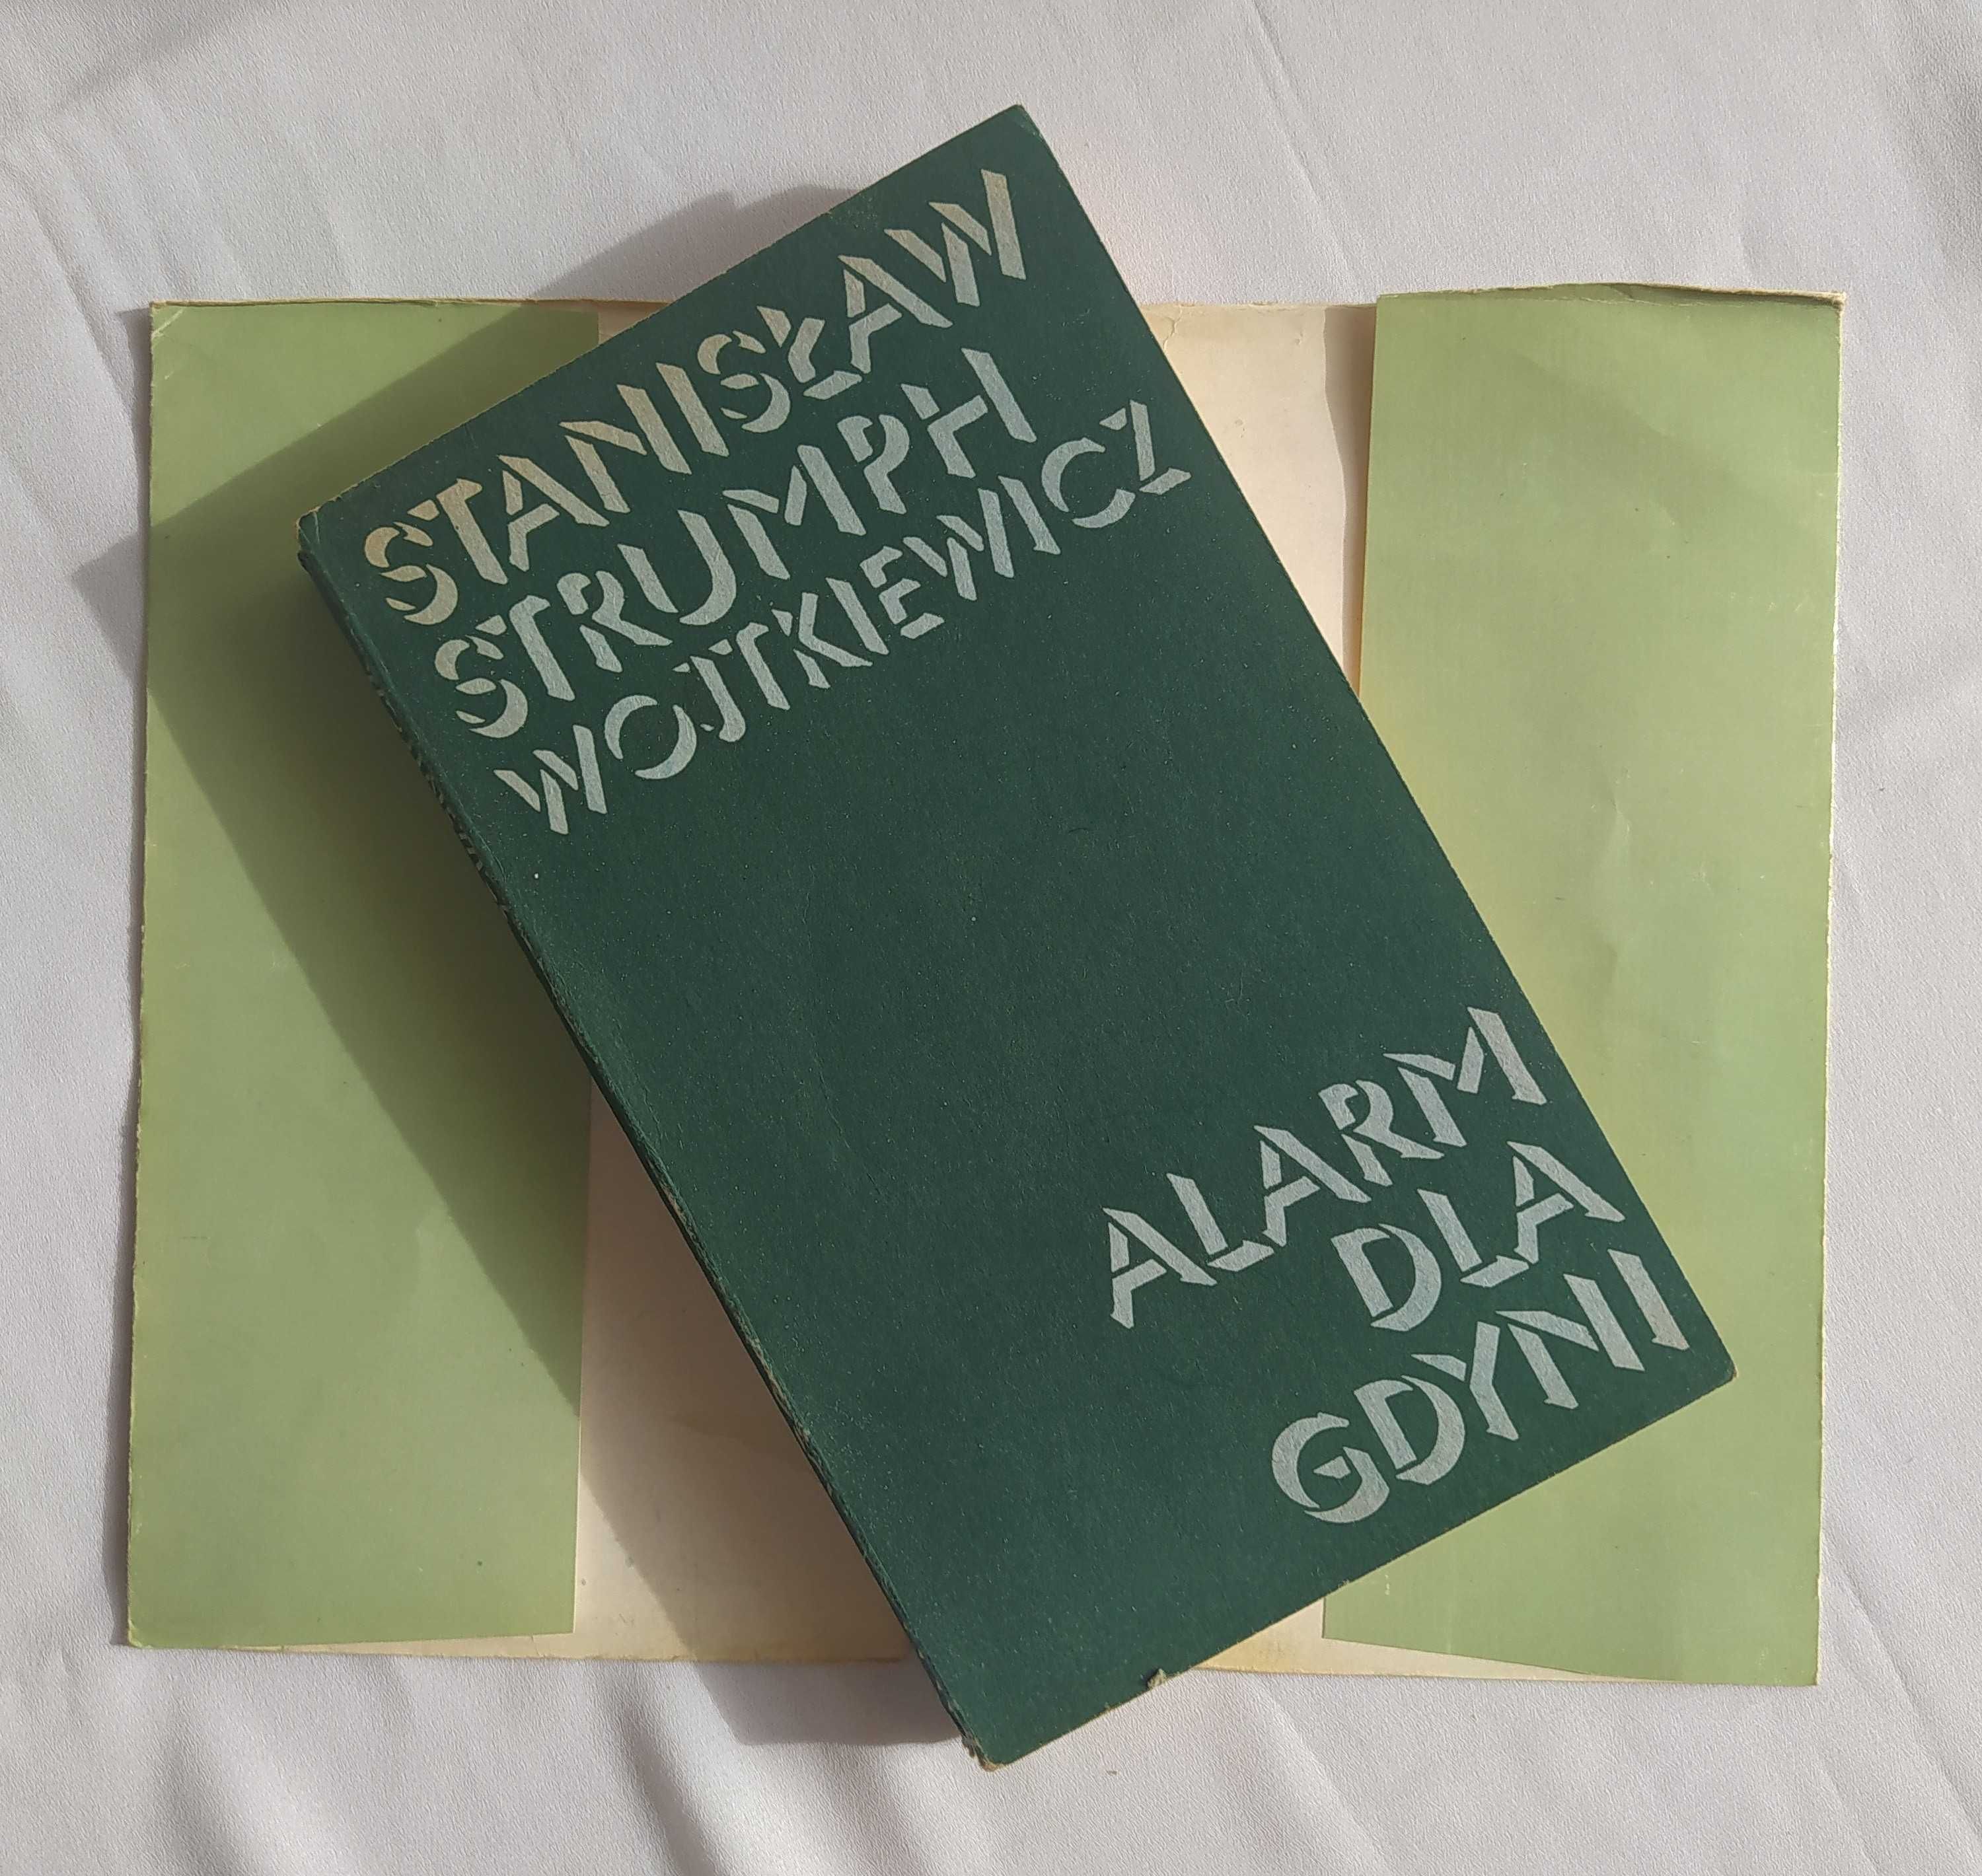 STANISŁAW
STRUMPH
WOJTKIEWICZ
ALARM
DLA
GDYNI